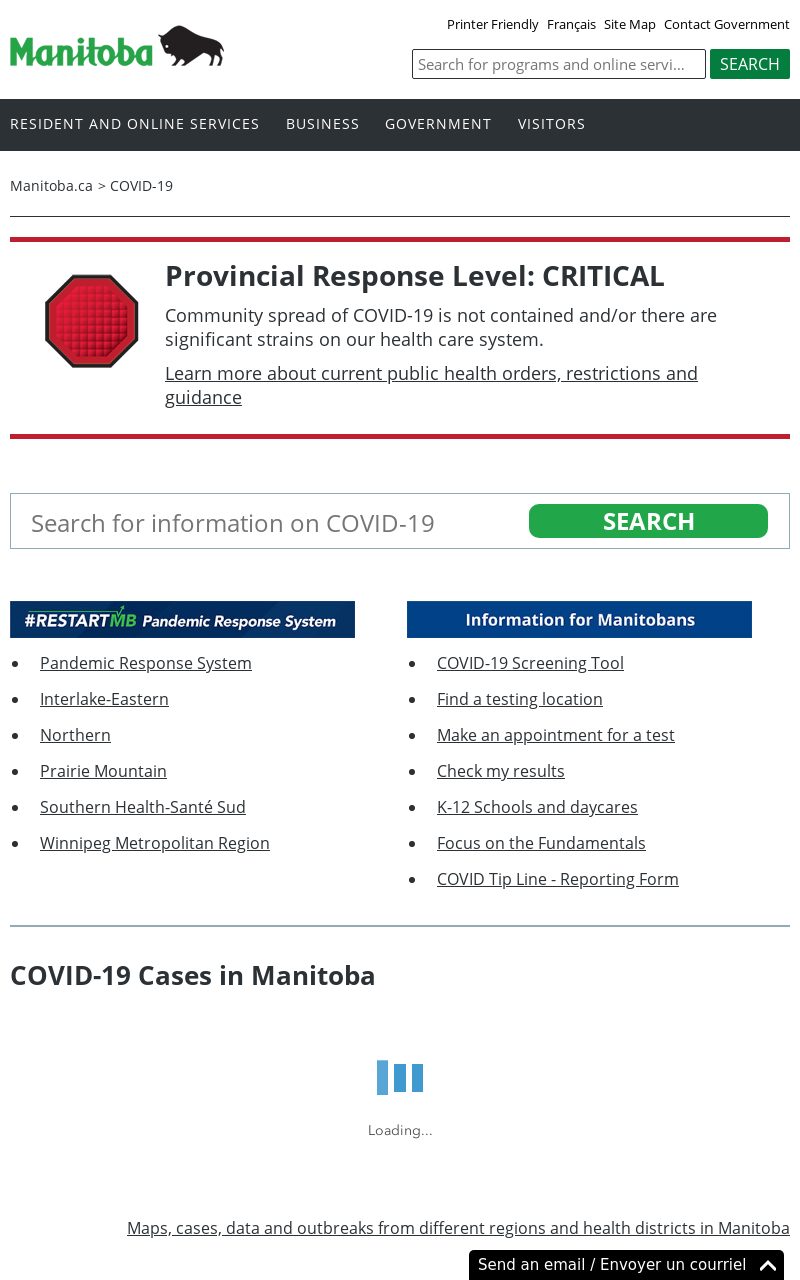 Printer Friendly Français Site Map Contact Government
Manitoba
Search for programs and online servi... SEARCH
RESIDENT AND ONLINE SERVICES BUSINESS GOVERNMENT VISITORS
Manitoba.ca > COVID-19
Provincial Response Level: CRITICAL
Community spread of COVID-19 is not contained and/or there are
significant strains on our health care system.
Learn more about current public health orders, restrictions and
guidance
Search for information on COVID-19 SEARCH
#RESTARTMB Pandemic Response System
Pandemic Response System
Interlake-Eastern
Northern
Prairie Mountain
Southern Health-Santé Sud
Winnipeg Metropolitan Region
Information for Manitobans
COVID-19 Screening Tool
Find a testing location
Make an appointment for a test
Check my results
K-12 Schools and daycares
Focus on the Fundamentals
COVID Tip Line - Reporting Form
COVID-19 Cases in Manitoba
Loading...
Maps, cases, data and outbreaks from different regions and health districts in Manitoba
Send an email / Envoyer un courriel